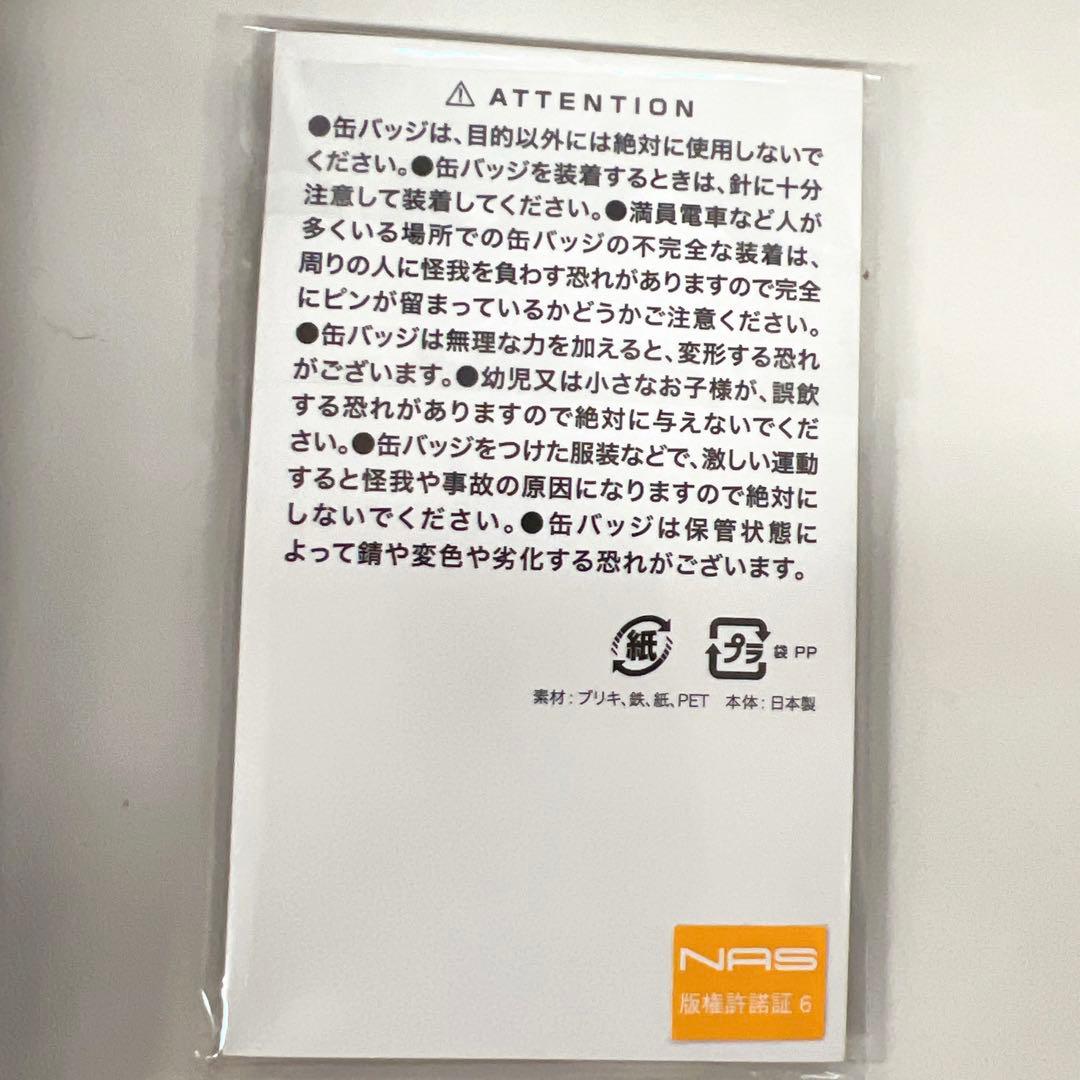 ⚠ ATTENTION
●缶バッジは、目的以外には絶対に使用しないで
ください。●缶バッジを装着するときは、針に十分
注意して装着してください。●満員電車など人が
多くいる場所での缶バッジの不完全な装着は、
周りの人に怪我を負わす恐れがありますので完全
にピンが留まっているかどうかご注意ください。
●缶バッジは無理な力を加えると、変形する恐れ
がございます。●幼児又は小さなお子様が、誤飲
する恐れがありますので絶対に与えないでくだ
さい。●缶バッジをつけた服装などで、激しい運動
すると怪我や事故の原因になりますので絶対に
しないでください。●缶バッジは保管状態に
よって錆や変色や劣化する恐れがございます。
紙 プラ 袋 PP
素材：ブリキ、鉄、紙、PET 本体：日本製
NAS
版権許諾証 6